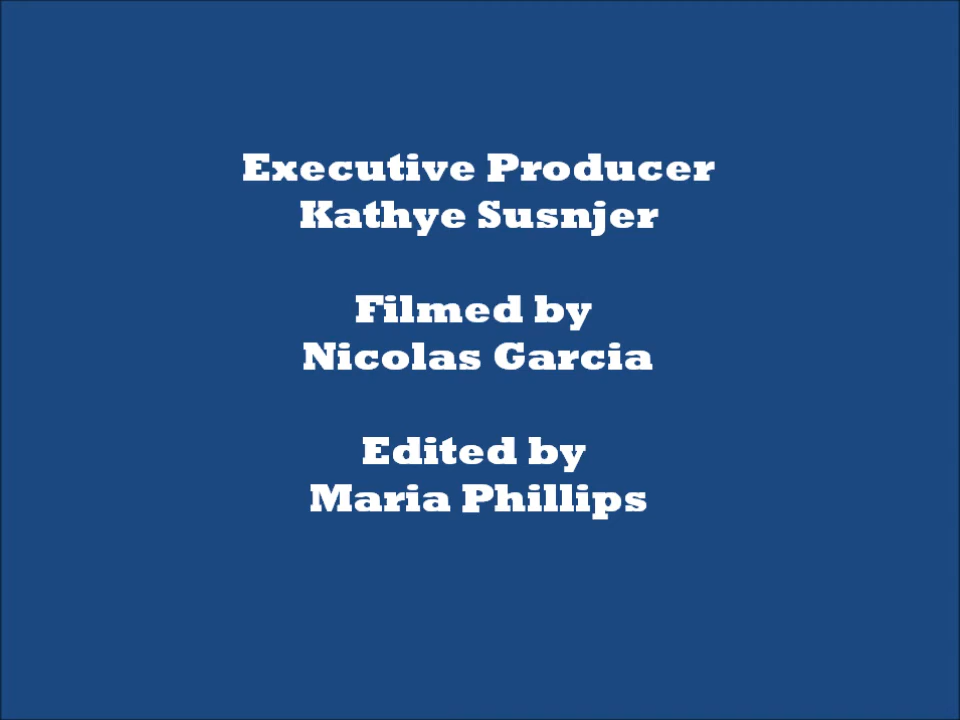 Executive Producer
Kathye Susnjer
Filmed by
Nicolas Garcia
Edited by
Maria Phillips